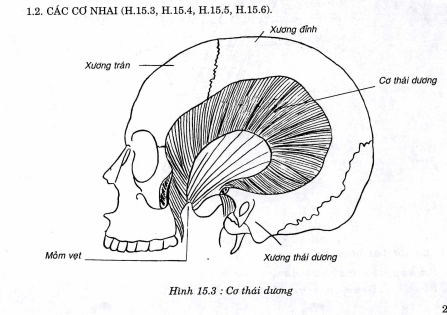 1.2. CÁC CƠ NHAI (H.15.3, H.15.4, H.15.5, H.15.6).
Xương đỉnh
Xương trán
Cơ thái dương
Mỏm vẹt
Xương thái dương
Hình 15.3 : Cơ thái dương
2